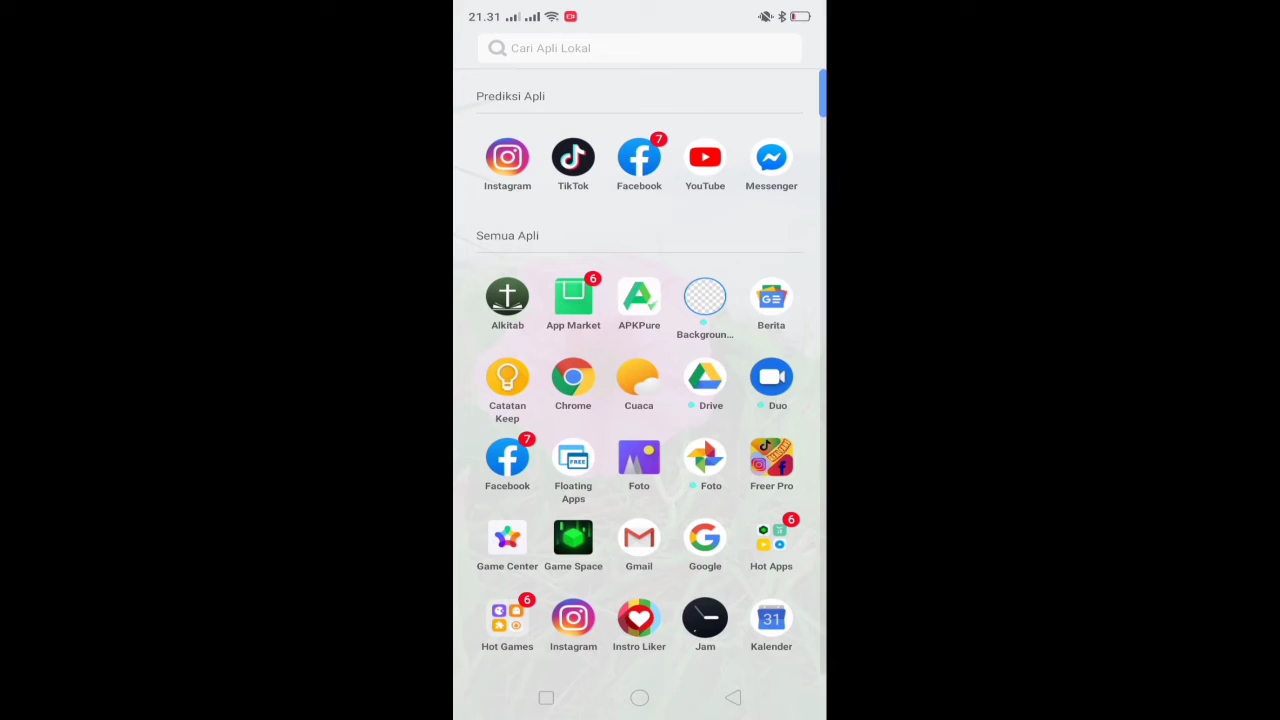 21.31
Cari Apli Lokal
Prediksi Apli
7
Instagram TikTok Facebook YouTube Messenger
Semua Apli
6
Alkitab App Market APKPure Backgroun... Berita
Catatan Keep Chrome Cuaca Drive Duo
7
FREE
Facebook Floating Apps Foto Foto Freer Pro
6
Game Center Game Space Gmail Google Hot Apps
6
31
Hot Games Instagram Instro Liker Jam Kalender